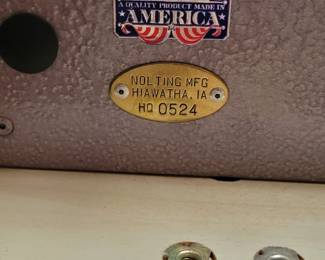 A QUALITY PRODUCT MADE IN
AMERICA
NOLTING MFG
HIAWATHA, IA
HQ 0524